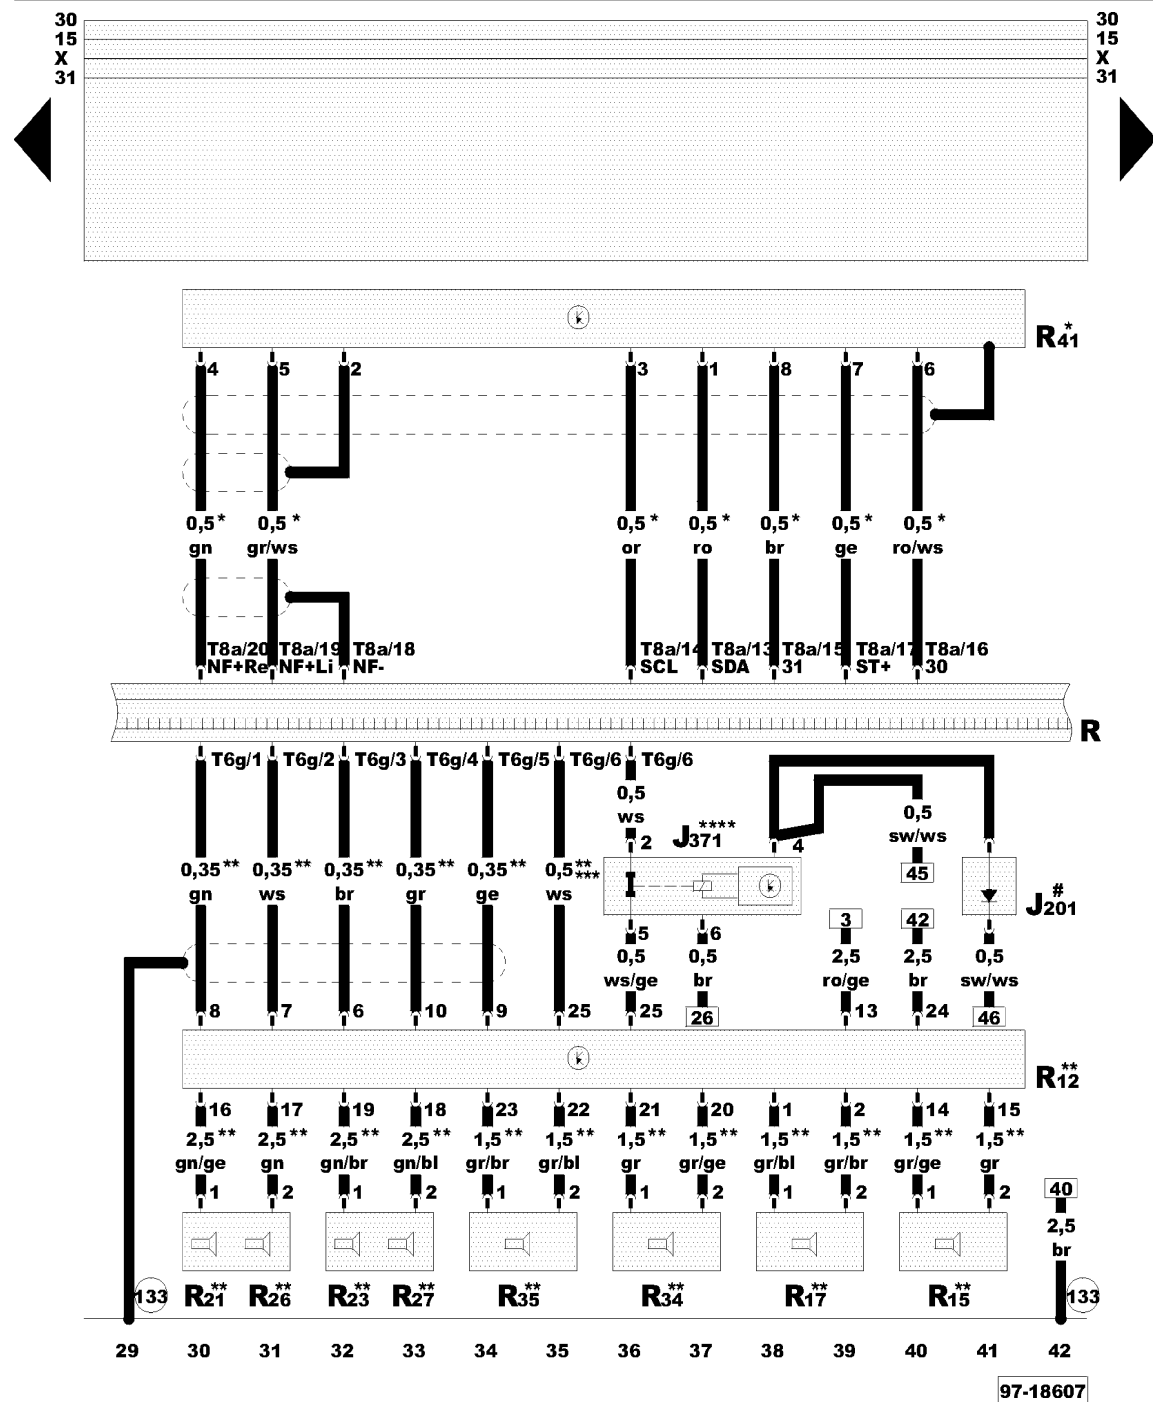 30 30
15 15
X X
31 31
R41*
4 5 2 3 1 8 7 6
0,5* 0,5* 0,5* 0,5* 0,5* 0,5* 0,5*
gn gr/ws or ro br ge ro/ws
T8a/20 T8a/19 T8a/18 T8a/14 T8a/13 T8a/15 T8a/17 T8a/16
NF+Re NF+Li NF- SCL SDA 31 ST+ 30
R
T6g/1 T6g/2 T6g/3 T6g/4 T6g/5 T6g/6 T6g/6
0,5
ws
0,5
sw/ws
J371****
2 4
0,35** 0,35** 0,35** 0,35** 0,35** 0,5** ***
gn ws br gr ge ws
45
J201#
3 42
5 6
0,5 0,5 2,5 2,5 0,5
ws/ge br ro/ge br sw/ws
8 7 6 10 9 25 25 26 13 24 46
R12**
16 17 19 18 23 22 21 20 1 2 14 15
2,5** 2,5** 2,5** 2,5** 1,5** 1,5** 1,5** 1,5** 1,5** 1,5** 1,5** 1,5**
gn/ge gn gn/br gn/bl gr/br gr/bl gr gr/ge gr/bl gr/br gr/ge gr
1 2 1 2 1 2 1 2 1 2 1 2 40
2,5
br
133 R21** R26** R23** R27** R35** R34** R17** R15** 133
29 30 31 32 33 34 35 36 37 38 39 40 41 42
97-18607